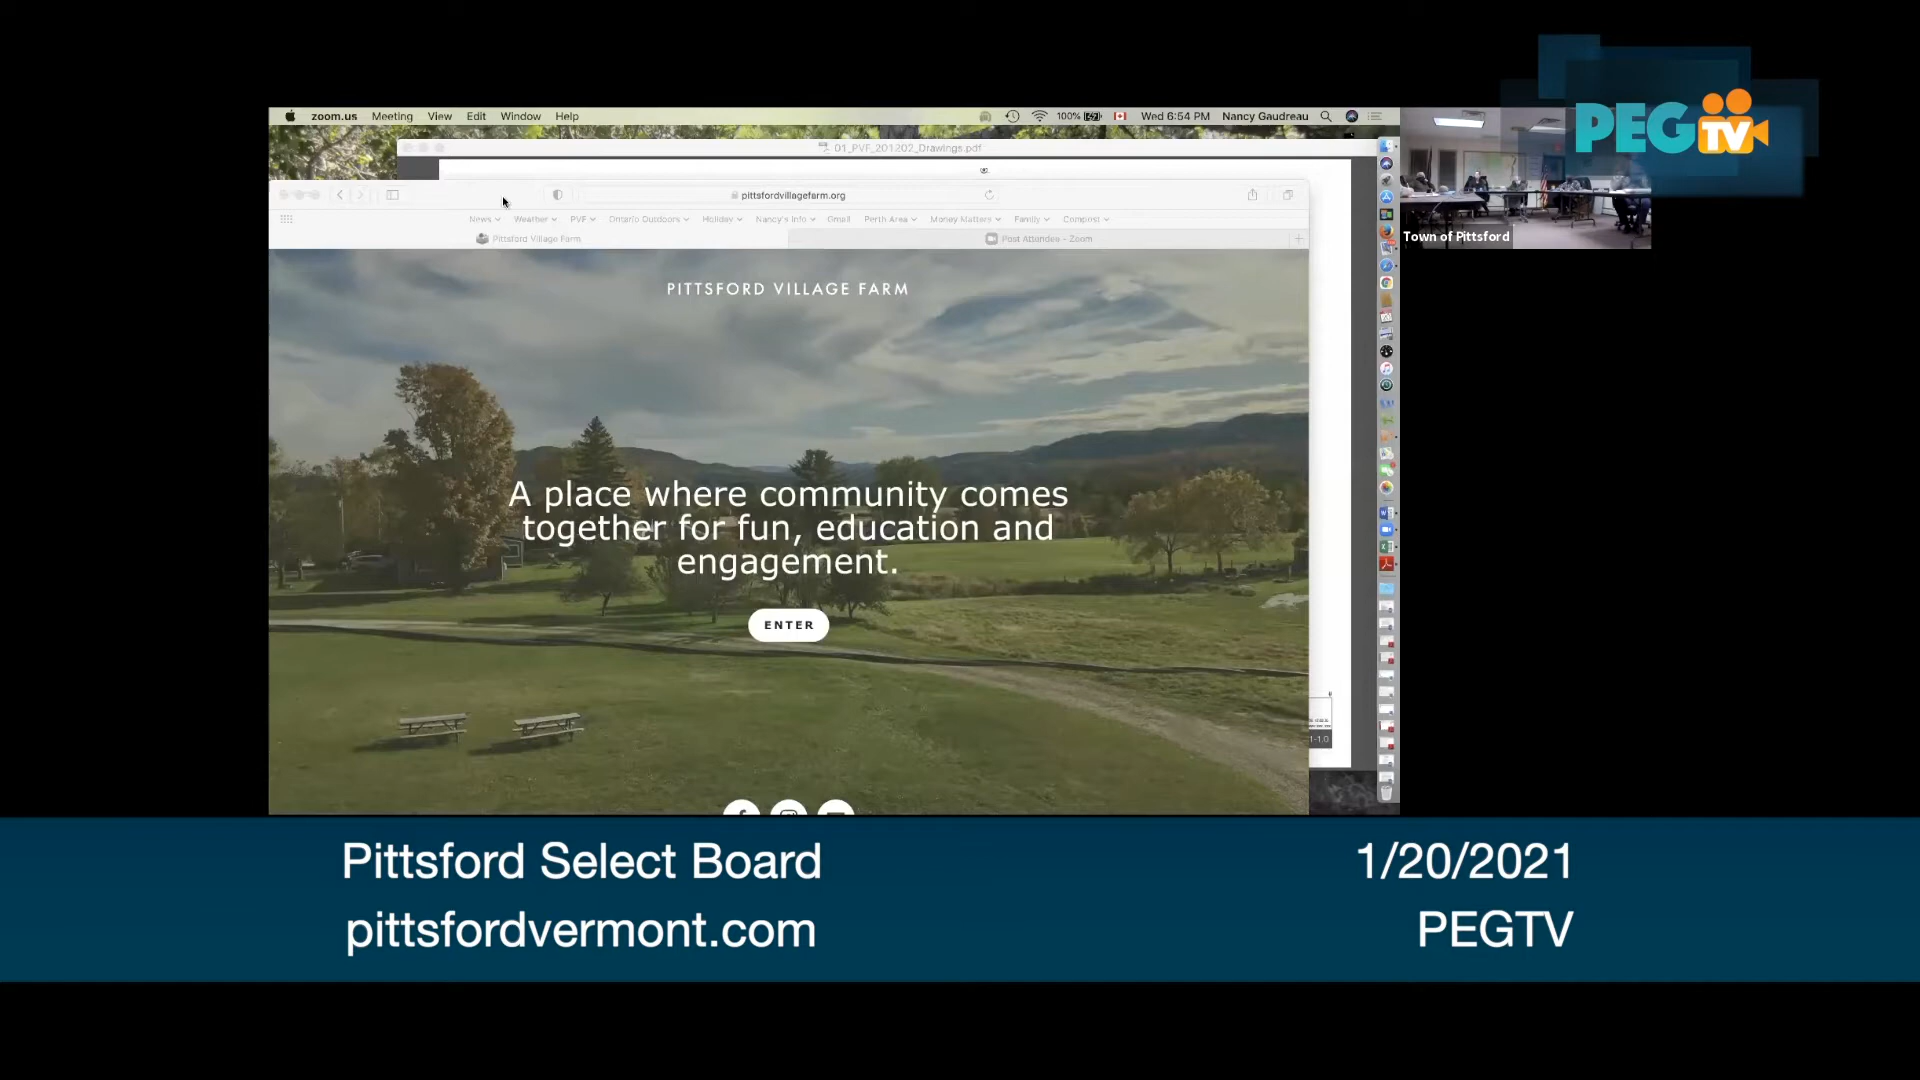 PEG TV
zoom.us Meeting View Edit Window Help 100% Wed 6:54 PM Nancy Gaudreau
01_PVF_201202_Drawings.pdf
pittsfordvillagefarm.org
News Weather PVF Ontario Outdoors Holiday Nancy's Info Gmail Perth Area Money Matters Family Compost
Pittsford Village Farm Post Attendee - Zoom
Town of Pittsford
PITTSFORD VILLAGE FARM
A place where community comes
together for fun, education and
engagement.
ENTER
Pittsford Select Board
1/20/2021
pittsfordvermont.com
PEGTV